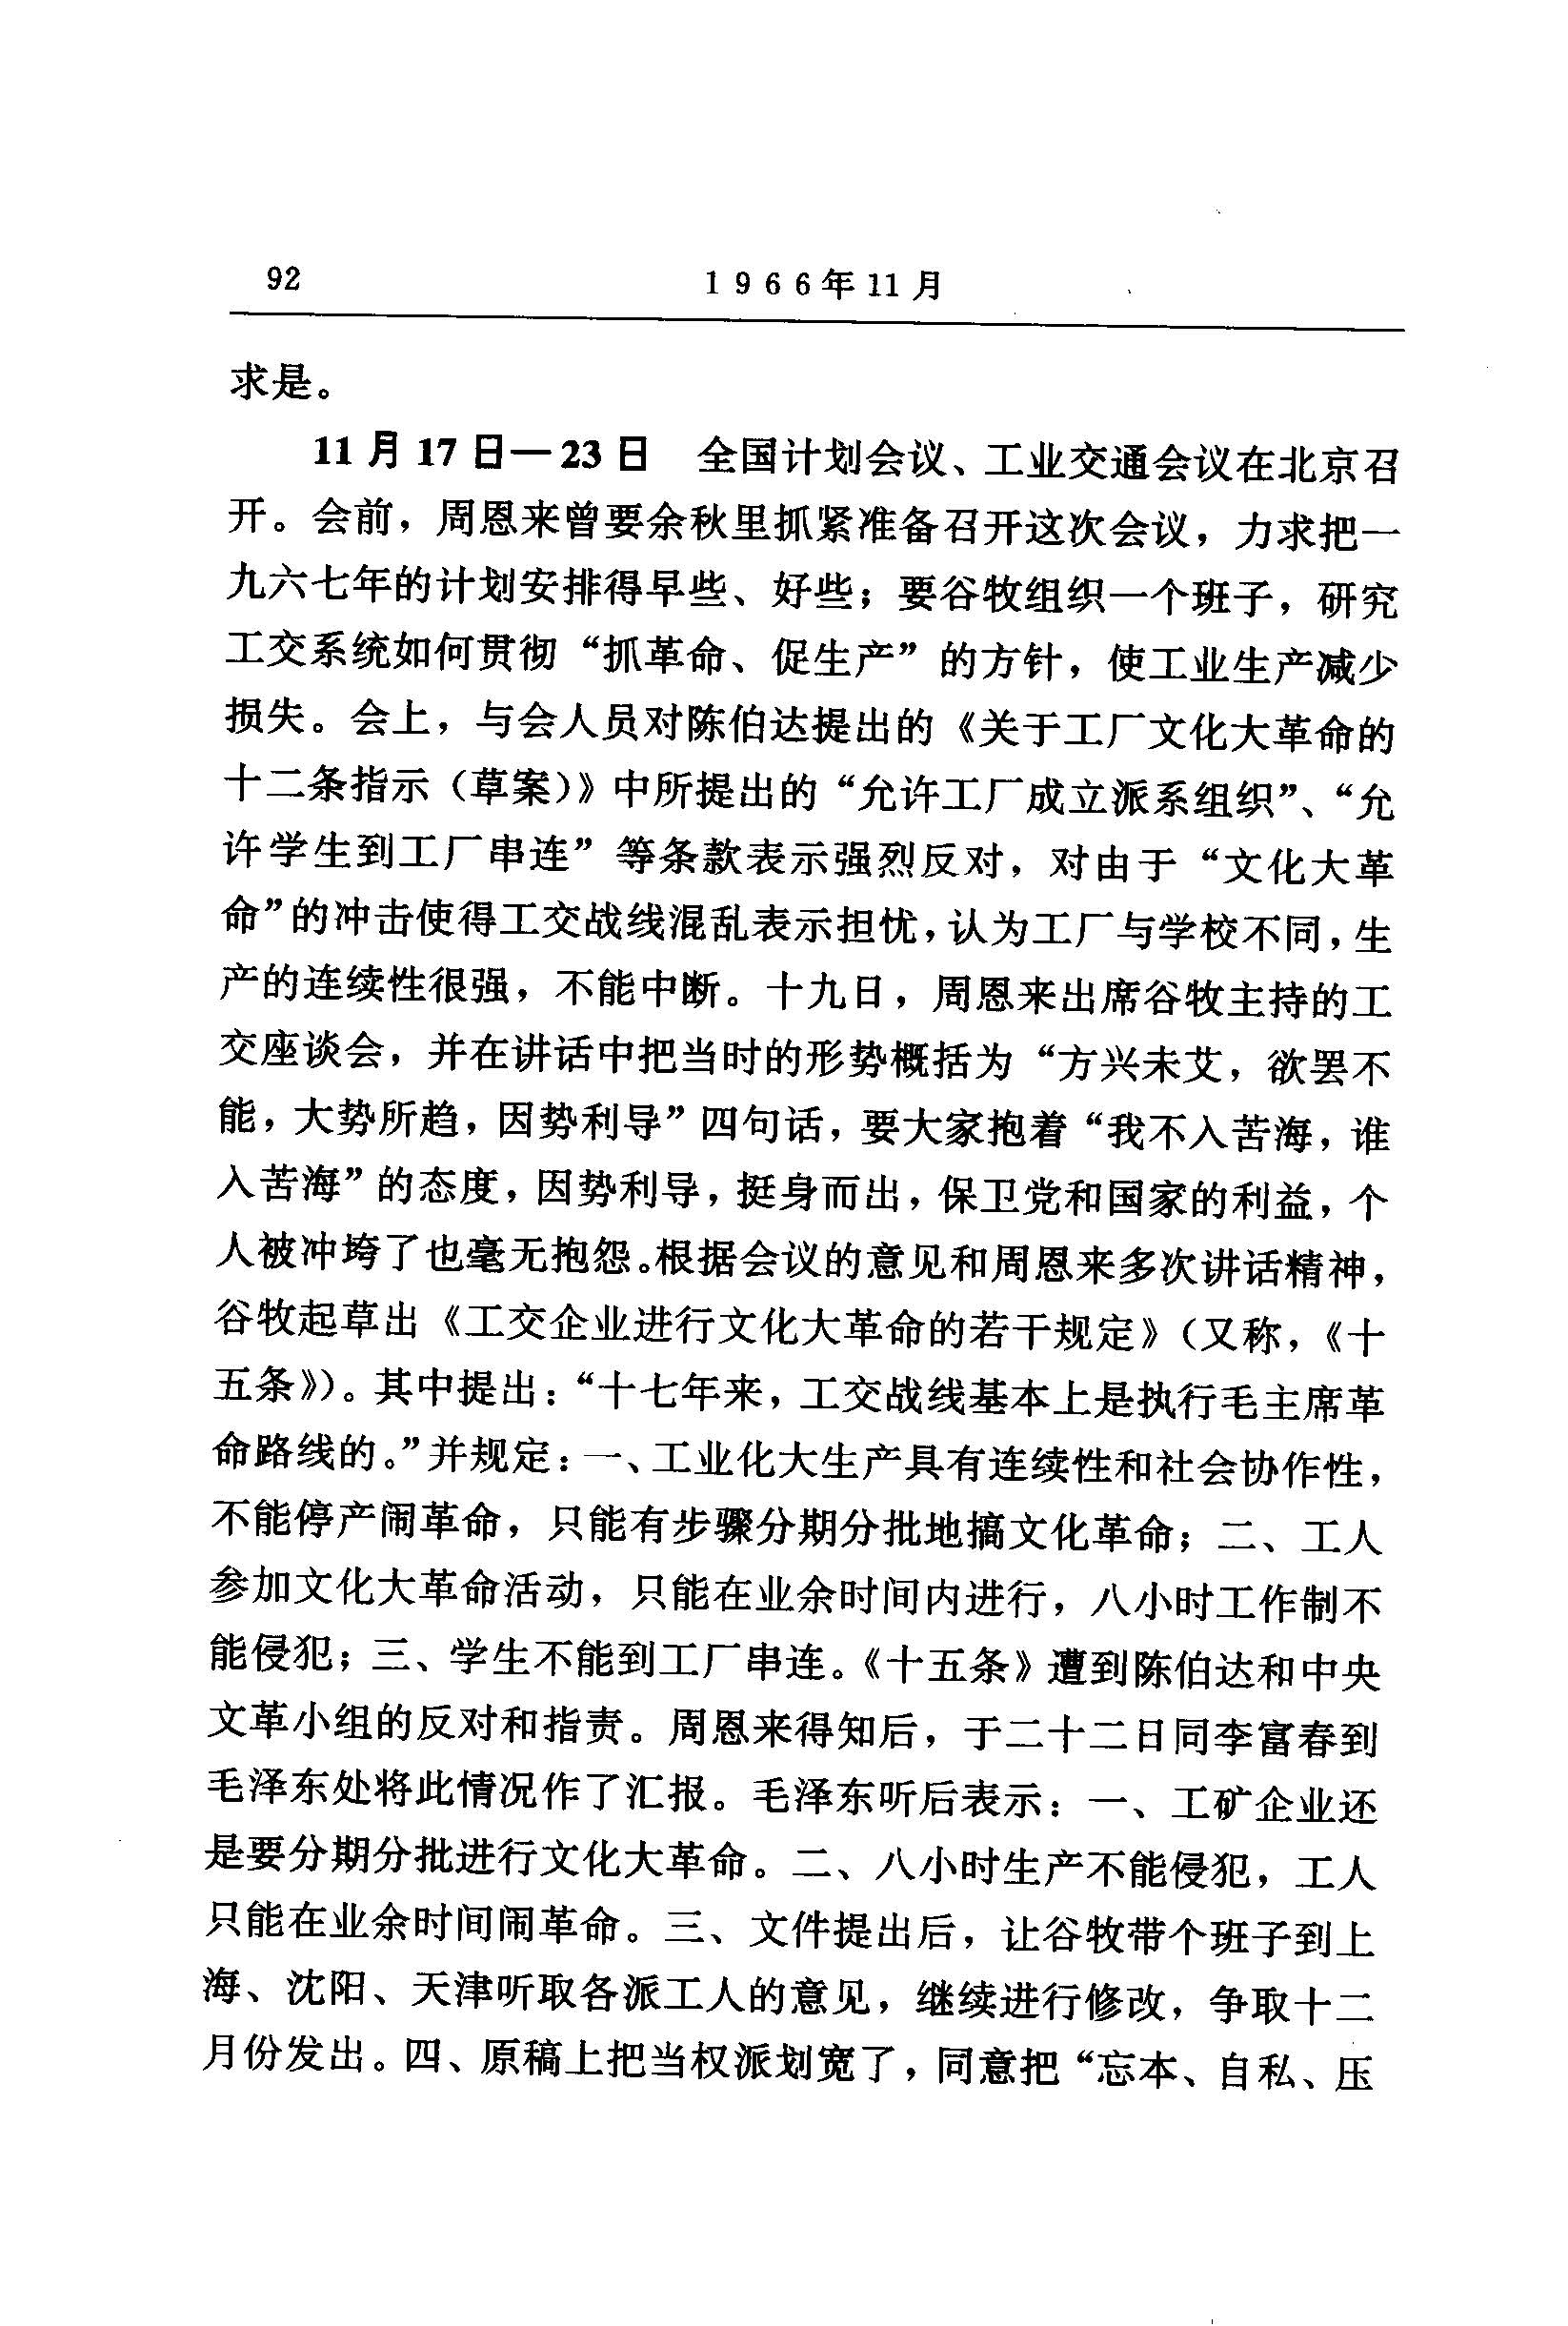 92
1966年11月
求是。
11月17日—23日 全国计划会议、工业交通会议在北京召
开。会前，周恩来曾要余秋里抓紧准备召开这次会议，力求把一
九六七年的计划安排得早些、好些；要谷牧组织一个班子，研究
工交系统如何贯彻“抓革命、促生产”的方针，使工业生产减少
损失。会上，与会人员对陈伯达提出的《关于工厂文化大革命的
十二条指示（草案）》中所提出的“允许工厂成立派系组织”、“允
许学生到工厂串连”等条款表示强烈反对，对由于“文化大革
命”的冲击使得工交战线混乱表示担忧，认为工厂与学校不同，生
产的连续性很强，不能中断。十九日，周恩来出席谷牧主持的工
交座谈会，并在讲话中把当时的形势概括为“方兴未艾，欲罢不
能，大势所趋，因势利导”四句话，要大家抱着“我不入苦海，谁
入苦海”的态度，因势利导，挺身而出，保卫党和国家的利益，个
人被冲垮了也毫无抱怨。根据会议的意见和周恩来多次讲话精神，
谷牧起草出《工交企业进行文化大革命的若干规定》（又称，《十
五条》）。其中提出：“十七年来，工交战线基本上是执行毛主席革
命路线的。”并规定：一、工业化大生产具有连续性和社会协作性，
不能停产闹革命，只能有步骤分期分批地搞文化革命；二、工人
参加文化大革命活动，只能在业余时间内进行，八小时工作制不
能侵犯；三、学生不能到工厂串连。《十五条》遭到陈伯达和中央
文革小组的反对和指责。周恩来得知后，于二十二日同李富春到
毛泽东处将此情况作了汇报。毛泽东听后表示：一、工矿企业还
是要分期分批进行文化大革命。二、八小时生产不能侵犯，工人
只能在业余时间闹革命。三、文件提出后，让谷牧带个班子到上
海、沈阳、天津听取各派工人的意见，继续进行修改，争取十二
月份发出。四、原稿上把当权派划宽了，同意把“忘本、自私、压